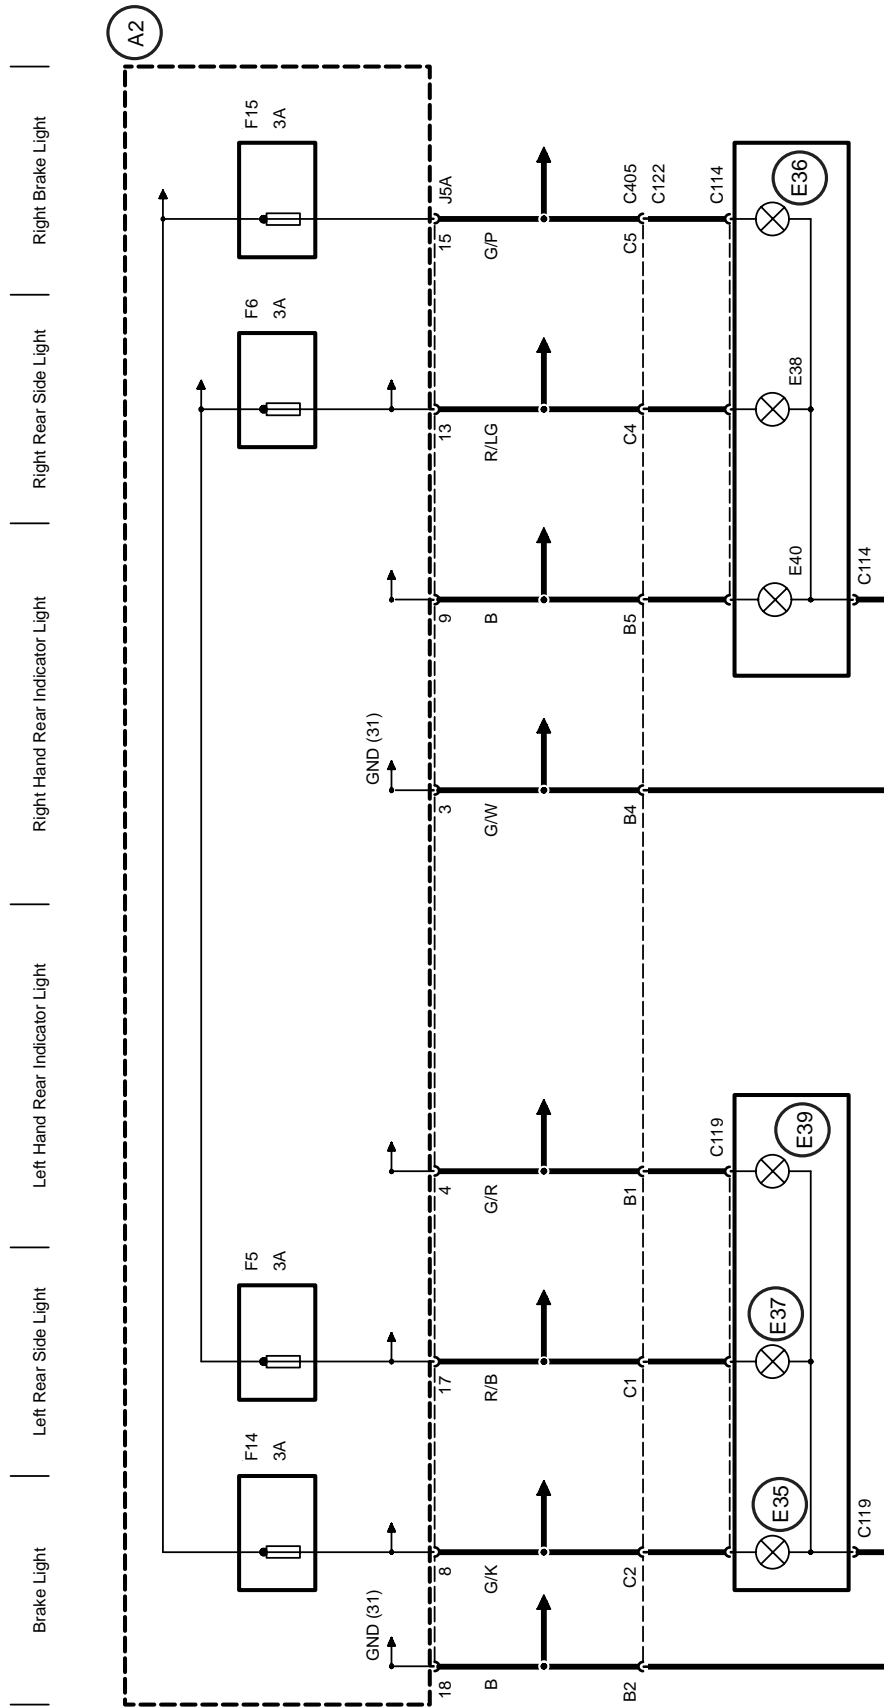 Brake Light
Left Rear Side Light
Left Hand Rear Indicator Light
Right Hand Rear Indicator Light
Right Rear Side Light
Right Brake Light
A2
F14
3A
F5
3A
F6
3A
F15
3A
GND (31)
GND (31)
18
8
17
4
3
9
13
15
J5A
B
G/K
R/B
G/R
G/W
B
R/LG
G/P
B2
C2
C1
B1
B4
B5
C4
C5
C405
C122
C119
C114
E35
E37
E39
E40
E38
E36
C119
C114